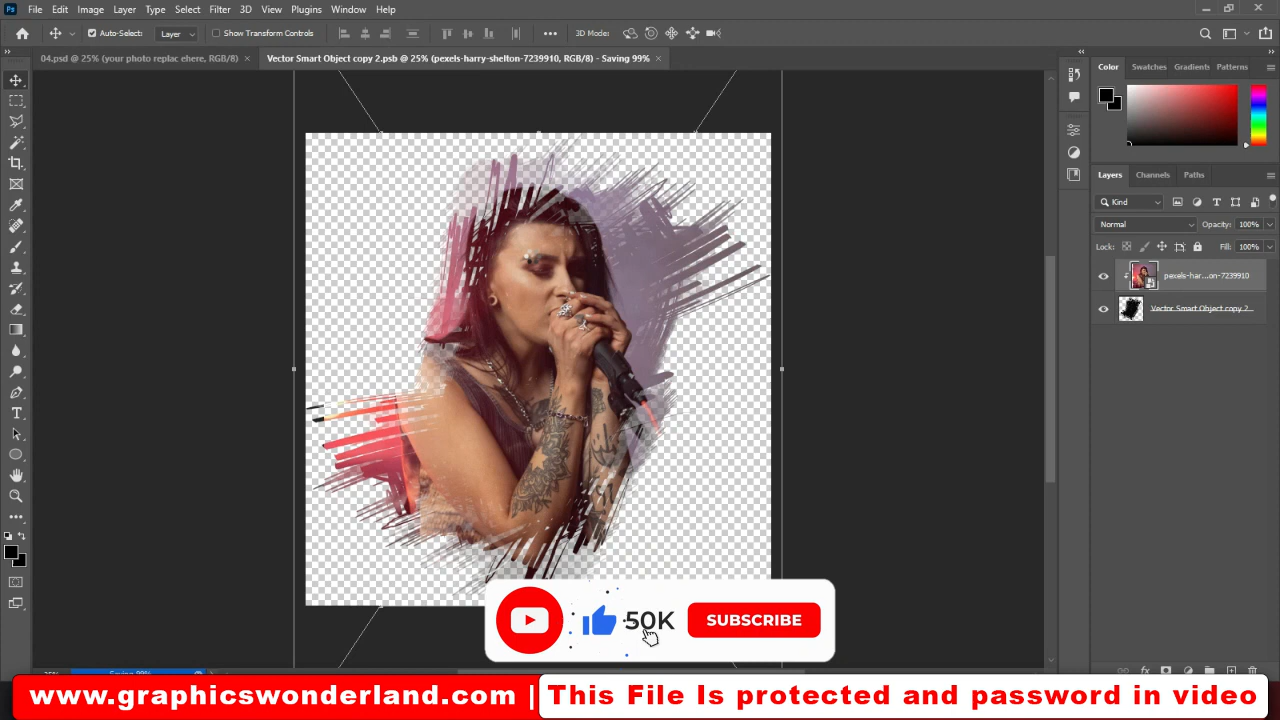 Ps File Edit Image Layer Type Select Filter 3D View Plugins Window Help
Auto-Select: Layer Show Transform Controls 3D Mode:
04.psd @ 25% (your photo replac ehere, RGB/8) × Vector Smart Object copy 2.psb @ 25% (pexels-harry-shelton-7239910, RGB/8) - Saving 99% ×
Color Swatches Gradients Patterns
Layers Channels Paths
Kind
Normal Opacity: 100%
Lock: Fill: 100%
pexels-har...on-7239910
Vector Smart Object copy 2...
50K SUBSCRIBE
Saving 99%
www.graphicswonderland.com | This File Is protected and password in video